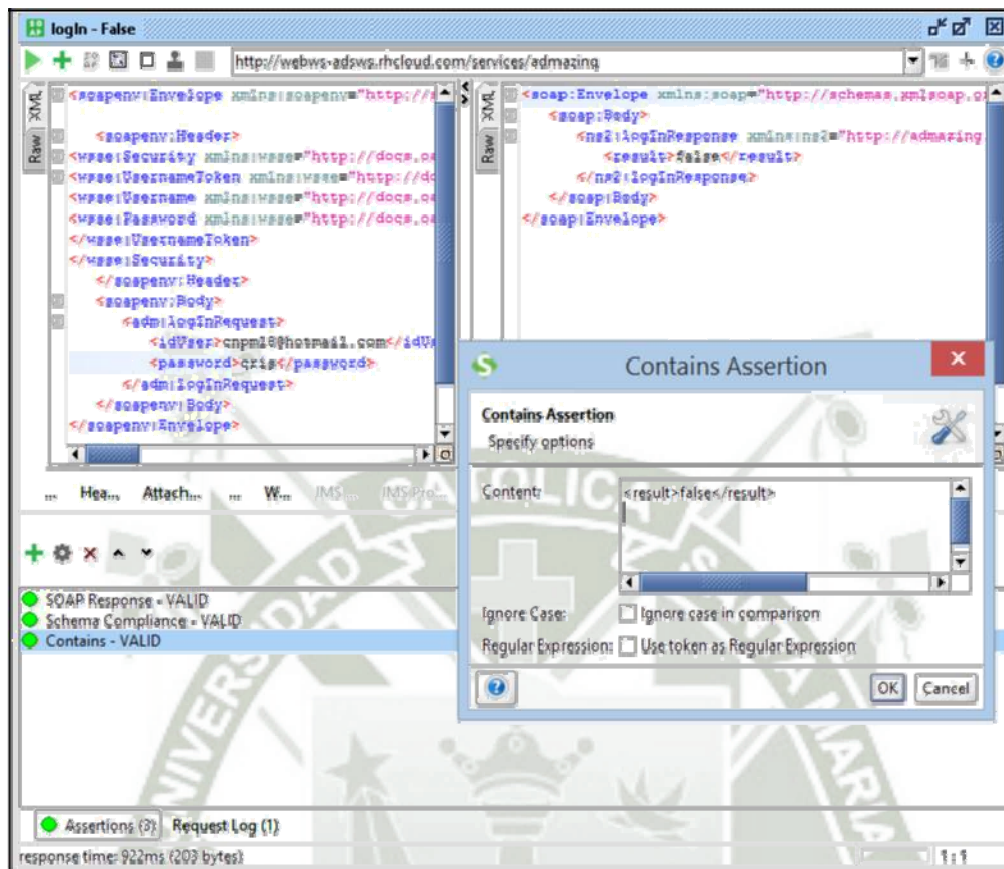 logIn - False
http://webws-adsws.rhcloud.com/services/admazing
XML
Raw
<soapenv:Envelope xmlns:soapenv="http://
<soapenv:Header>
<wsse:Security xmlns:wsse="http://docs.oa
<wsse:UsernameToken xmlns:wsse="http://do
<wsse:Username xmlns:wsse="http://docs.oa
<wsse:Password xmlns:wsse="http://docs.oa
</wsse:UsernameToken>
</wsse:Security>
</soapenv:Header>
<soapenv:Body>
<adm:logInRequest>
<idUser>cnpm18@hotmail.com</idUs
<password>cris</password>
</adm:logInRequest>
</soapenv:Body>
</soapenv:Envelope>
XML
Raw
<soap:Envelope xmlns:soap="http://schemas.xmlsoap.or
<soap:Body>
<ns2:logInResponse xmlns:ns2="http://admazing.
<result>false</result>
</ns2:logInResponse>
</soap:Body>
</soap:Envelope>
... Hea... Attach... ... W... JMS ... JMS Pro...
SOAP Response - VALID
Schema Compliance - VALID
Contains - VALID
Contains Assertion
Contains Assertion
Specify options
Content:
<result>false</result>
Ignore Case: Ignore case in comparison
Regular Expression: Use token as Regular Expression
OK Cancel
Assertions (3) Request Log (1)
response time: 922ms (203 bytes)
1 : 1